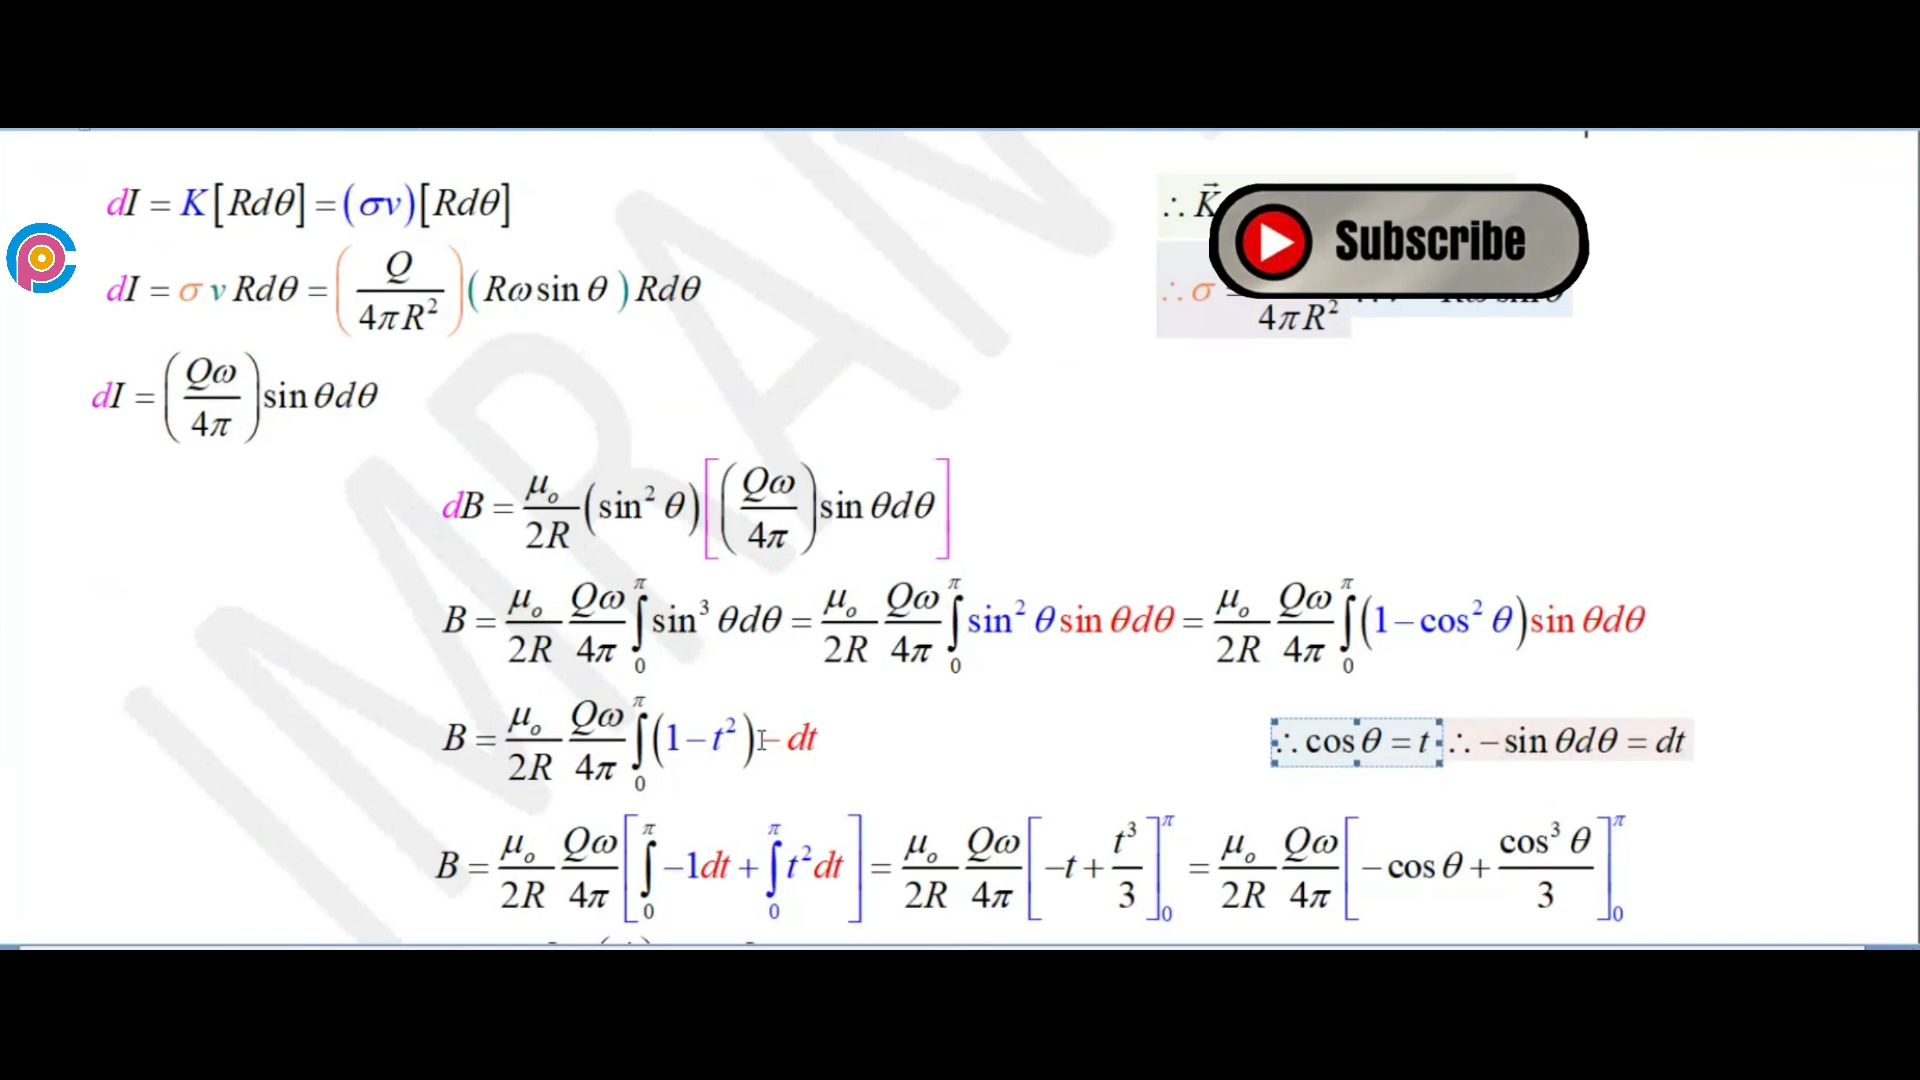 dI = K[Rdθ] = (σv)[Rdθ]
∴ K⃗
Subscribe
dI = σ v Rdθ = (Q / 4πR²)(Rω sin θ)Rdθ
∴ σ = / 4πR²
dI = (Qω / 4π) sin θdθ
dB = μₒ/2R (sin² θ)[(Qω / 4π) sin θdθ]
B = μₒ/2R Qω/4π ∫₀^π sin³ θdθ = μₒ/2R Qω/4π ∫₀^π sin² θ sin θdθ = μₒ/2R Qω/4π ∫₀^π (1 − cos² θ) sin θdθ
B = μₒ/2R Qω/4π ∫₀^π (1 − t²) − dt
∴ cos θ = t ∴ − sin θdθ = dt
B = μₒ/2R Qω/4π [∫₀^π −1dt + ∫₀^π t²dt] = μₒ/2R Qω/4π [−t + t³/3]₀^π = μₒ/2R Qω/4π [−cos θ + cos³ θ/3]₀^π
IMRAN